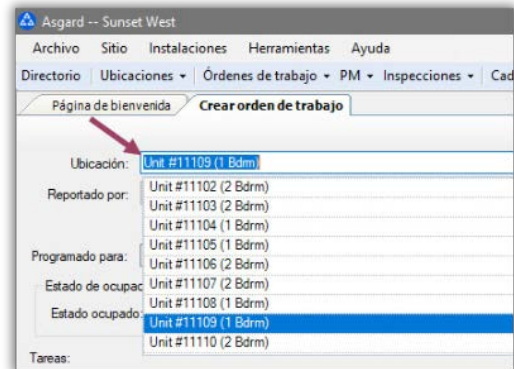 Asgard -- Sunset West
Archivo Sitio Instalaciones Herramientas Ayuda
Directorio Ubicaciones Órdenes de trabajo PM Inspecciones Cad
Página de bienvenida Crear orden de trabajo
Ubicación: Unit #11109 (1 Bdrm)
Unit #11102 (2 Bdrm)
Reportado por: Unit #11103 (2 Bdrm)
Unit #11104 (1 Bdrm)
Unit #11105 (1 Bdrm)
Programado para: Unit #11106 (2 Bdrm)
Estado de ocupac Unit #11107 (2 Bdrm)
Unit #11108 (1 Bdrm)
Estado ocupado: Unit #11109 (1 Bdrm)
Unit #11110 (2 Bdrm)
Tareas: